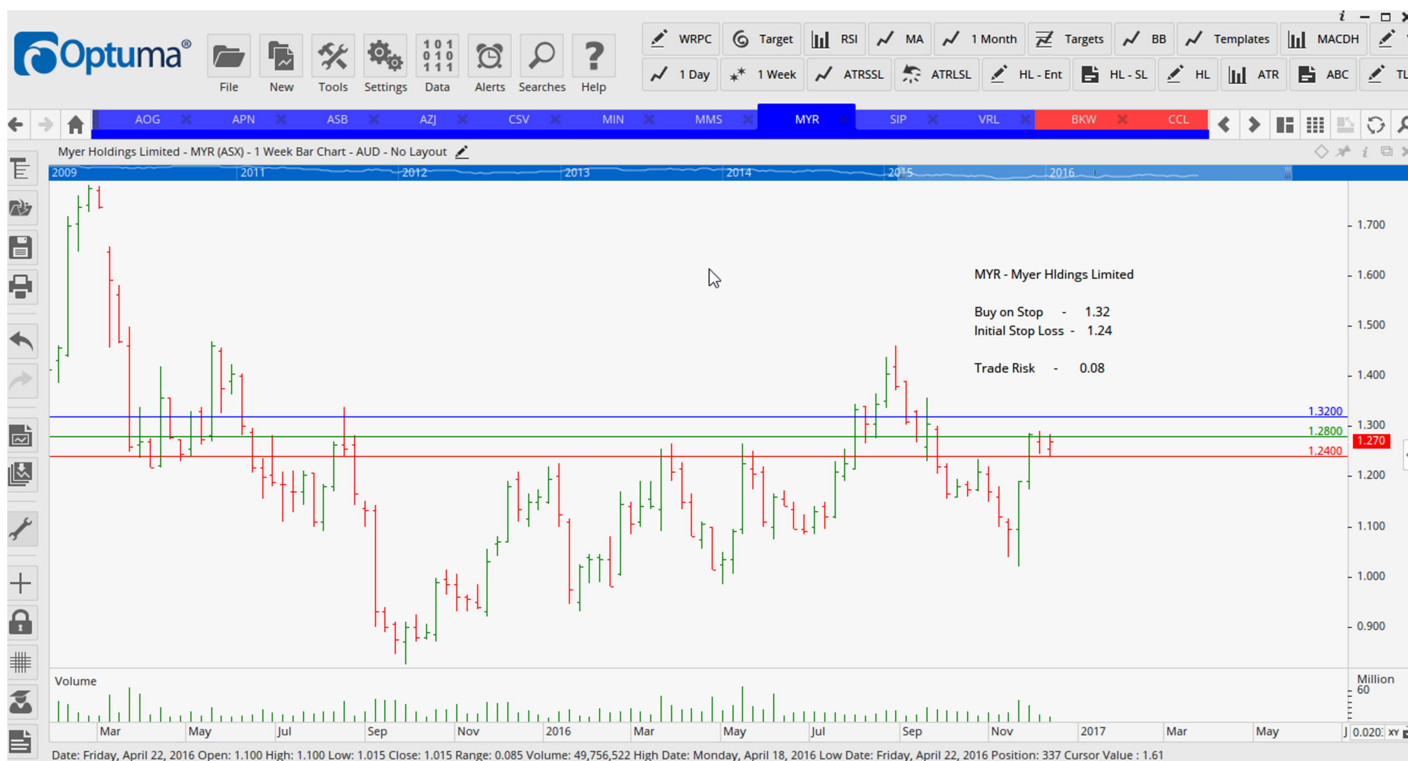 Optuma®
File
New
Tools
Settings
101 010 111
Data
Alerts
Searches
? Help
WRPC
Target
RSI
MA
1 Month
Targets
BB
Templates
MACDH
1 Day
1 Week
ATRSSL
ATRLSL
HL - Ent
HL - SL
HL
ATR
ABC
TL
AOG
APN
ASB
AZJ
CSV
MIN
MMS
MYR
SIP
VRL
BKW
CCL
Myer Holdings Limited - MYR (ASX) - 1 Week Bar Chart - AUD - No Layout
2009 2011 2012 2013 2014 2015 2016
MYR - Myer Hldings Limited
Buy on Stop - 1.32
Initial Stop Loss - 1.24
Trade Risk - 0.08
1.700
1.600
1.500
1.400
1.3200
1.300
1.2800
1.270
1.2400
1.200
1.100
1.000
0.900
Volume
Million
60
Mar May Jul Sep Nov 2016 Mar May Jul Sep Nov 2017 Mar May J 0.020 XY
Date: Friday, April 22, 2016 Open: 1.100 High: 1.100 Low: 1.015 Close: 1.015 Range: 0.085 Volume: 49,756,522 High Date: Monday, April 18, 2016 Low Date: Friday, April 22, 2016 Position: 337 Cursor Value : 1.61